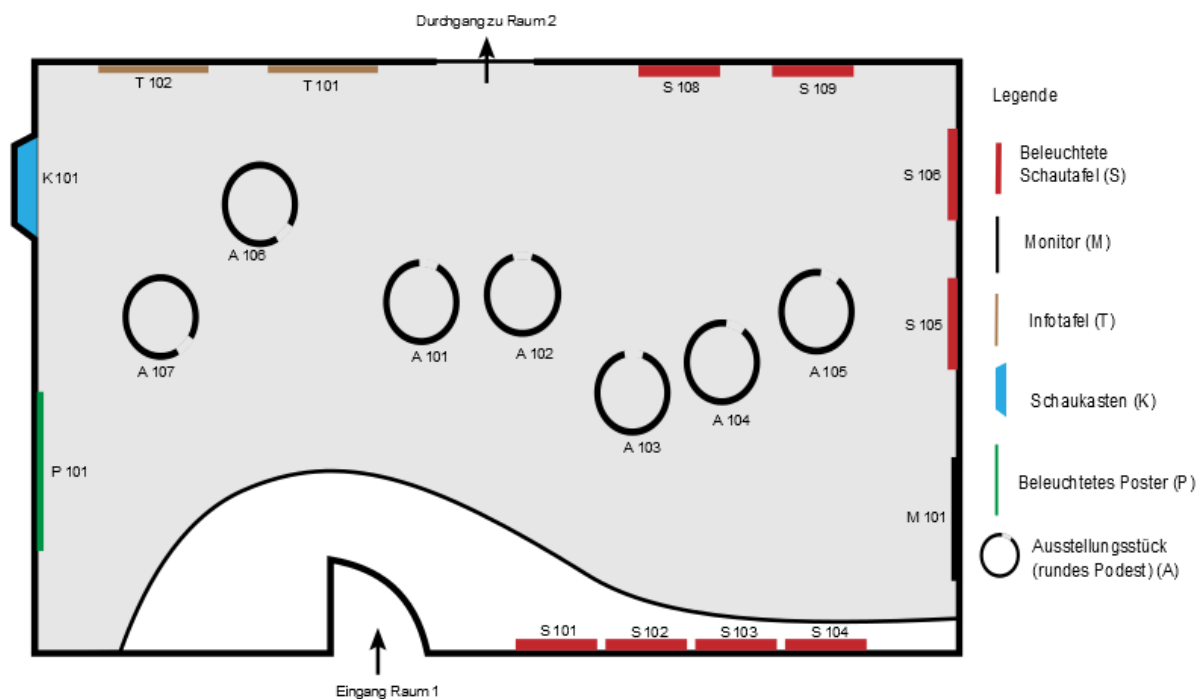 Durchgang zu Raum 2
T 102
T 101
S 108
S 109
K 101
S 106
A 106
A 107
A 101
A 102
S 105
A 105
A 104
A 103
P 101
M 101
S 101
S 102
S 103
S 104
Eingang Raum 1
Legende
Beleuchtete
Schautafel (S)
Monitor (M)
Infotafel (T)
Schaukasten (K)
Beleuchtetes Poster (P)
Ausstellungsstück
(rundes Podest) (A)